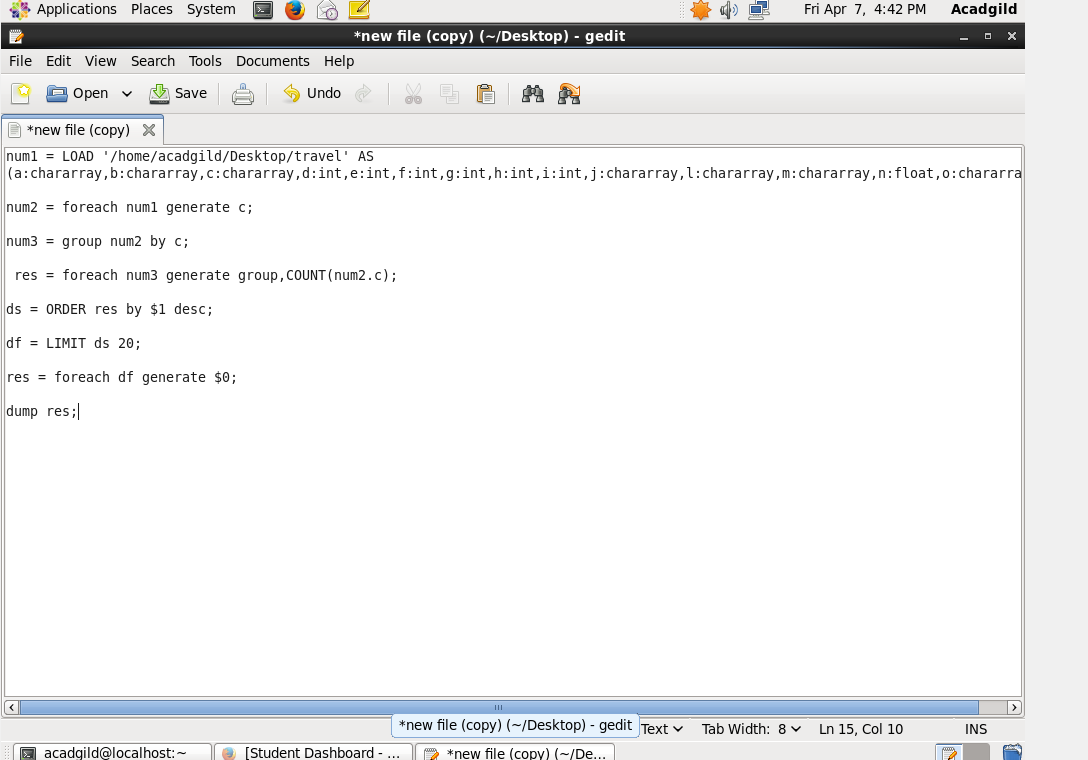 Applications Places System Fri Apr 7, 4:42 PM Acadgild
*new file (copy) (~/Desktop) - gedit
File Edit View Search Tools Documents Help
Open Save Undo
*new file (copy)
num1 = LOAD '/home/acadgild/Desktop/travel' AS
(a:chararray,b:chararray,c:chararray,d:int,e:int,f:int,g:int,h:int,i:int,j:chararray,l:chararray,m:chararray,n:float,o:chararra
num2 = foreach num1 generate c;
num3 = group num2 by c;
res = foreach num3 generate group,COUNT(num2.c);
ds = ORDER res by $1 desc;
df = LIMIT ds 20;
res = foreach df generate $0;
dump res;
*new file (copy) (~/Desktop) - gedit
Text Tab Width: 8 Ln 15, Col 10 INS
acadgild@localhost:~ [Student Dashboard - ... *new file (copy) (~/De...